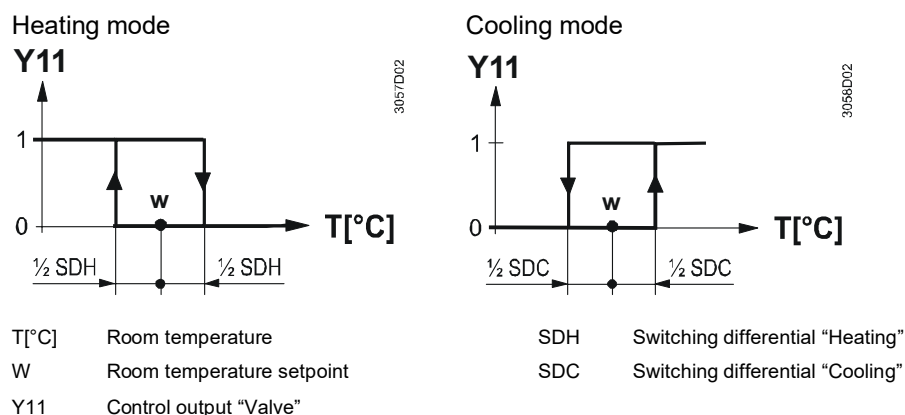 Heating mode
Y11
3057D02
1
W
0
T[°C]
½ SDH
½ SDH
Cooling mode
Y11
3058D02
1
W
0
T[°C]
½ SDC
½ SDC
T[°C] Room temperature
W Room temperature setpoint
Y11 Control output “Valve”
SDH Switching differential “Heating”
SDC Switching differential “Cooling”